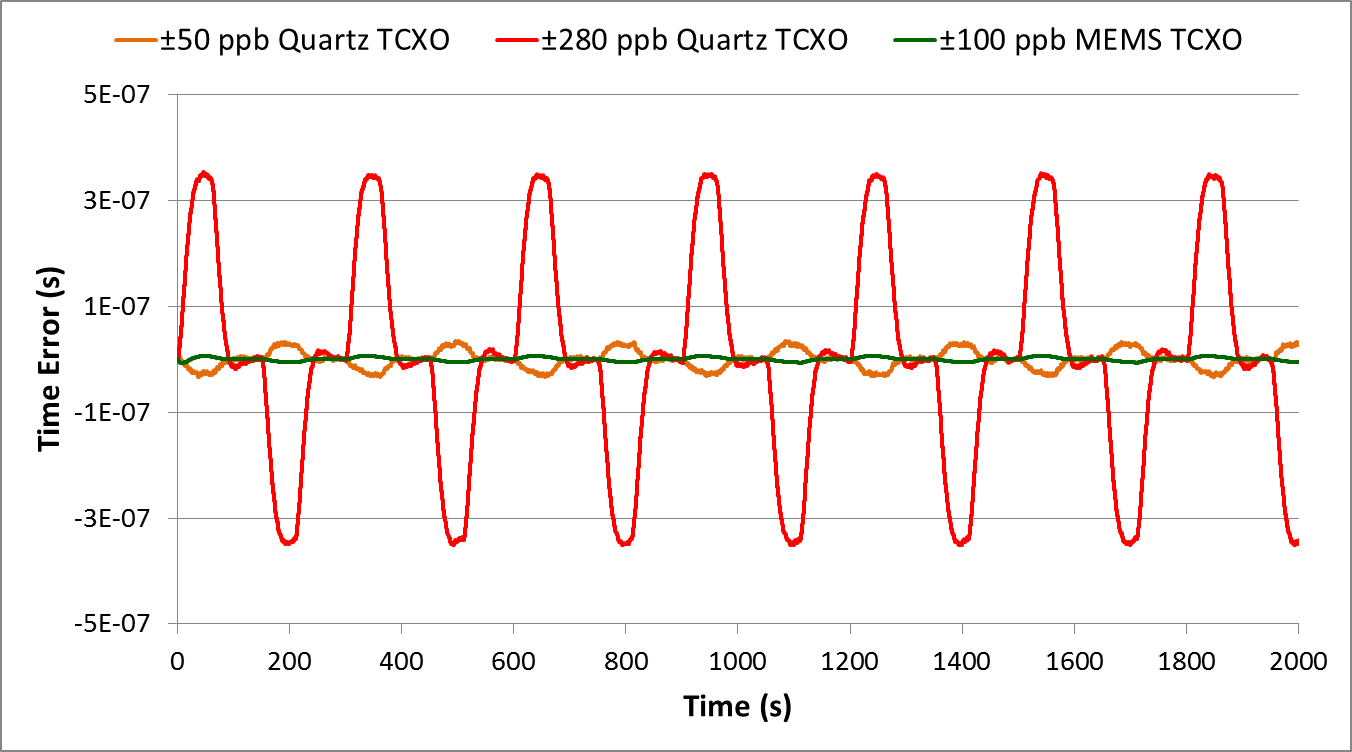 ±50 ppb Quartz TCXO ±280 ppb Quartz TCXO ±100 ppb MEMS TCXO
5E-07
3E-07
1E-07
-1E-07
-3E-07
-5E-07
Time Error (s)
0 200 400 600 800 1000 1200 1400 1600 1800 2000
Time (s)